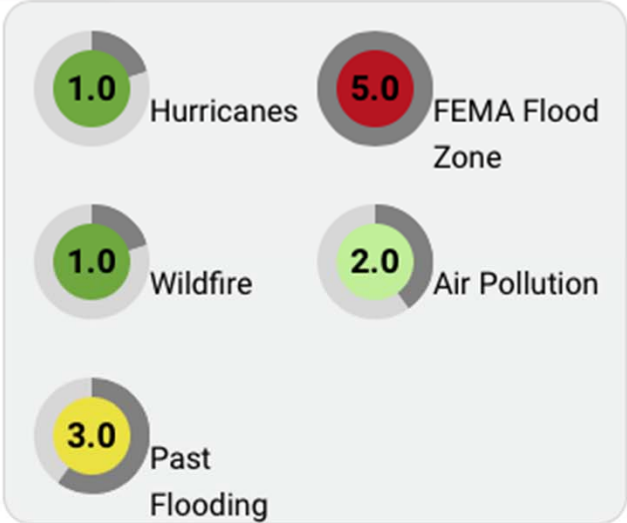 1.0 Hurricanes
5.0 FEMA Flood
Zone
1.0 Wildfire
2.0 Air Pollution
3.0 Past
Flooding